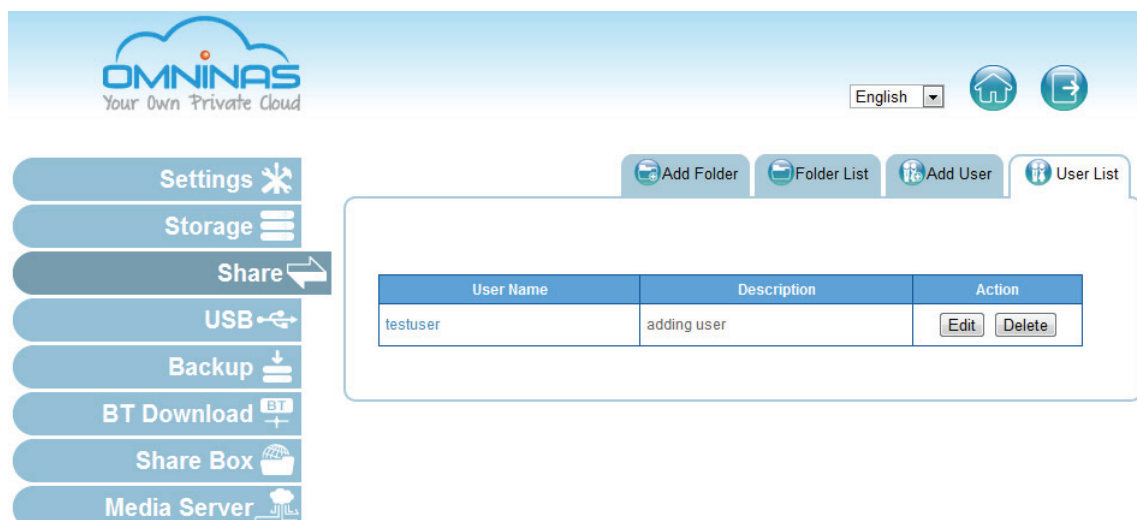 OMNINAS
Your Own Private Cloud
English
Settings
Storage
Share
USB
Backup
BT Download BT
Share Box
Media Server
Add Folder Folder List Add User User List
User Name Description Action
testuser adding user Edit Delete